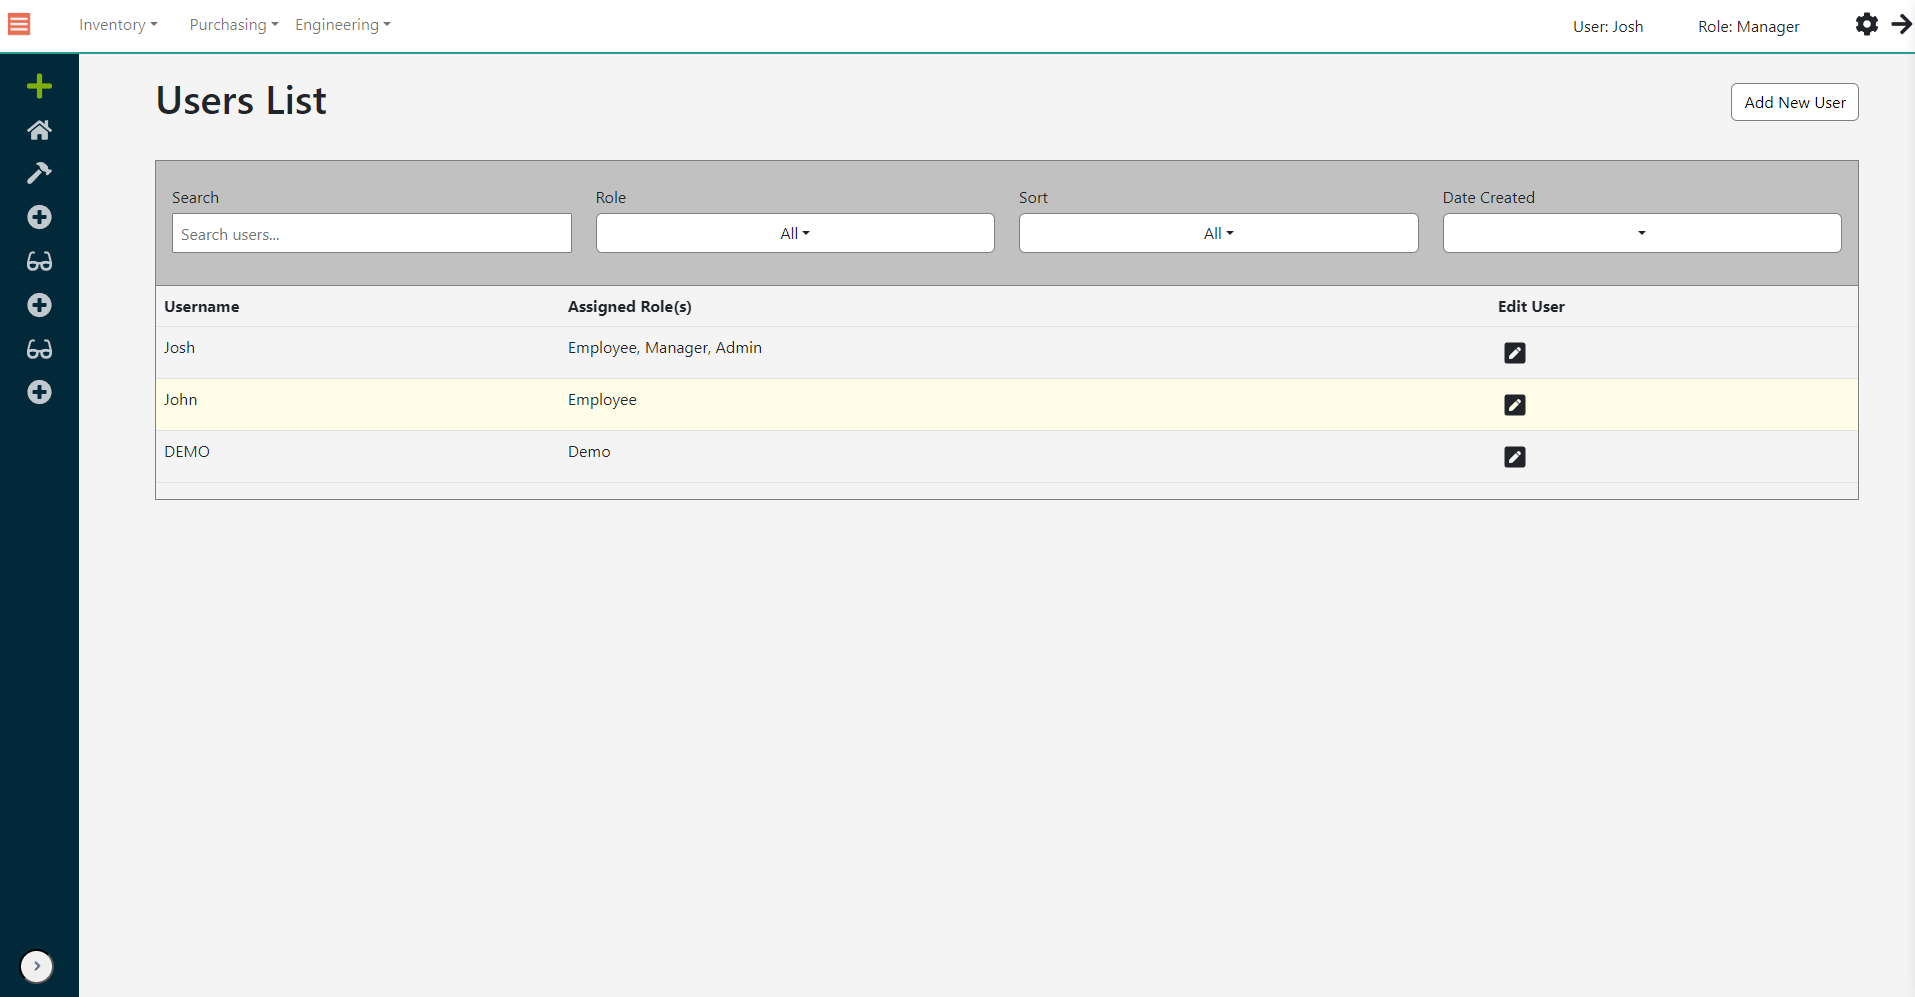 Inventory Purchasing Engineering User: Josh Role: Manager
Users List
Add New User
Search Role Sort Date Created
Search users... All All
Username Assigned Role(s) Edit User
Josh Employee, Manager, Admin
John Employee
DEMO Demo